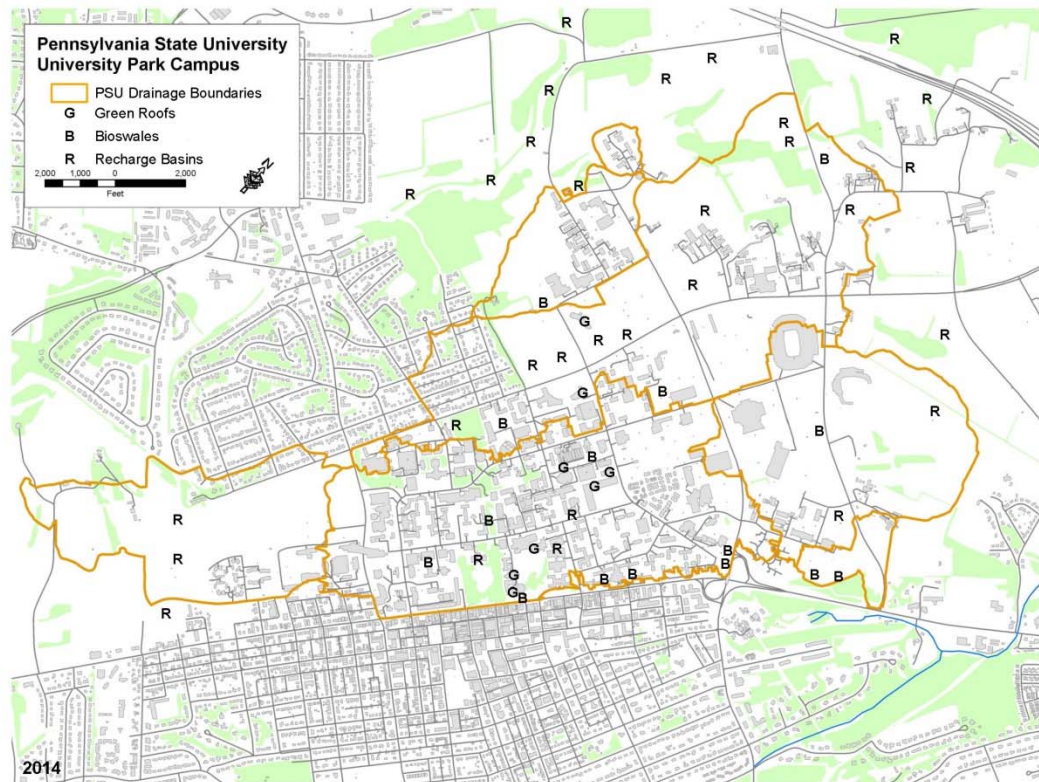 Pennsylvania State University
University Park Campus
PSU Drainage Boundaries
G Green Roofs
B Bioswales
R Recharge Basins
2,000 1,000 0 2,000
Feet
N
R
R
R
R
R
R
R
R R
B
R
R R
R
R R
R
B
G
R R R
R
R
G B
R
R B B
B
G G
G
R B R R
G R B
R B R B
G B B B B
G B
R
2014